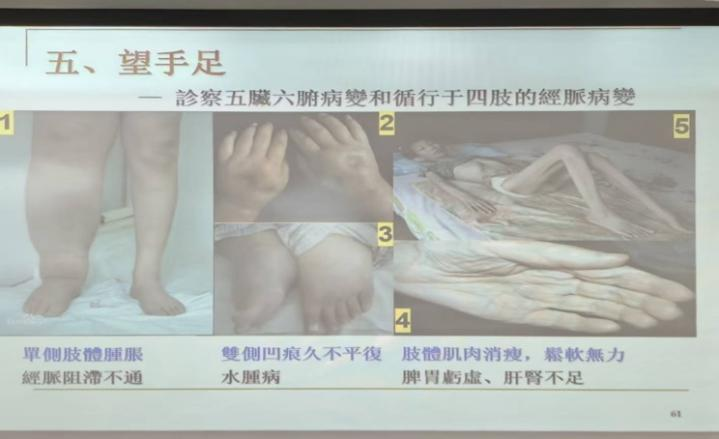 五、望手足
— 診察五臟六腑病變和循行于四肢的經脈病變
1
2
5
3
4
單側肢體腫脹
經脈阻滯不通
雙側凹痕久不平復
水腫病
肢體肌肉消瘦，鬆軟無力
脾胃虧虛、肝腎不足
61